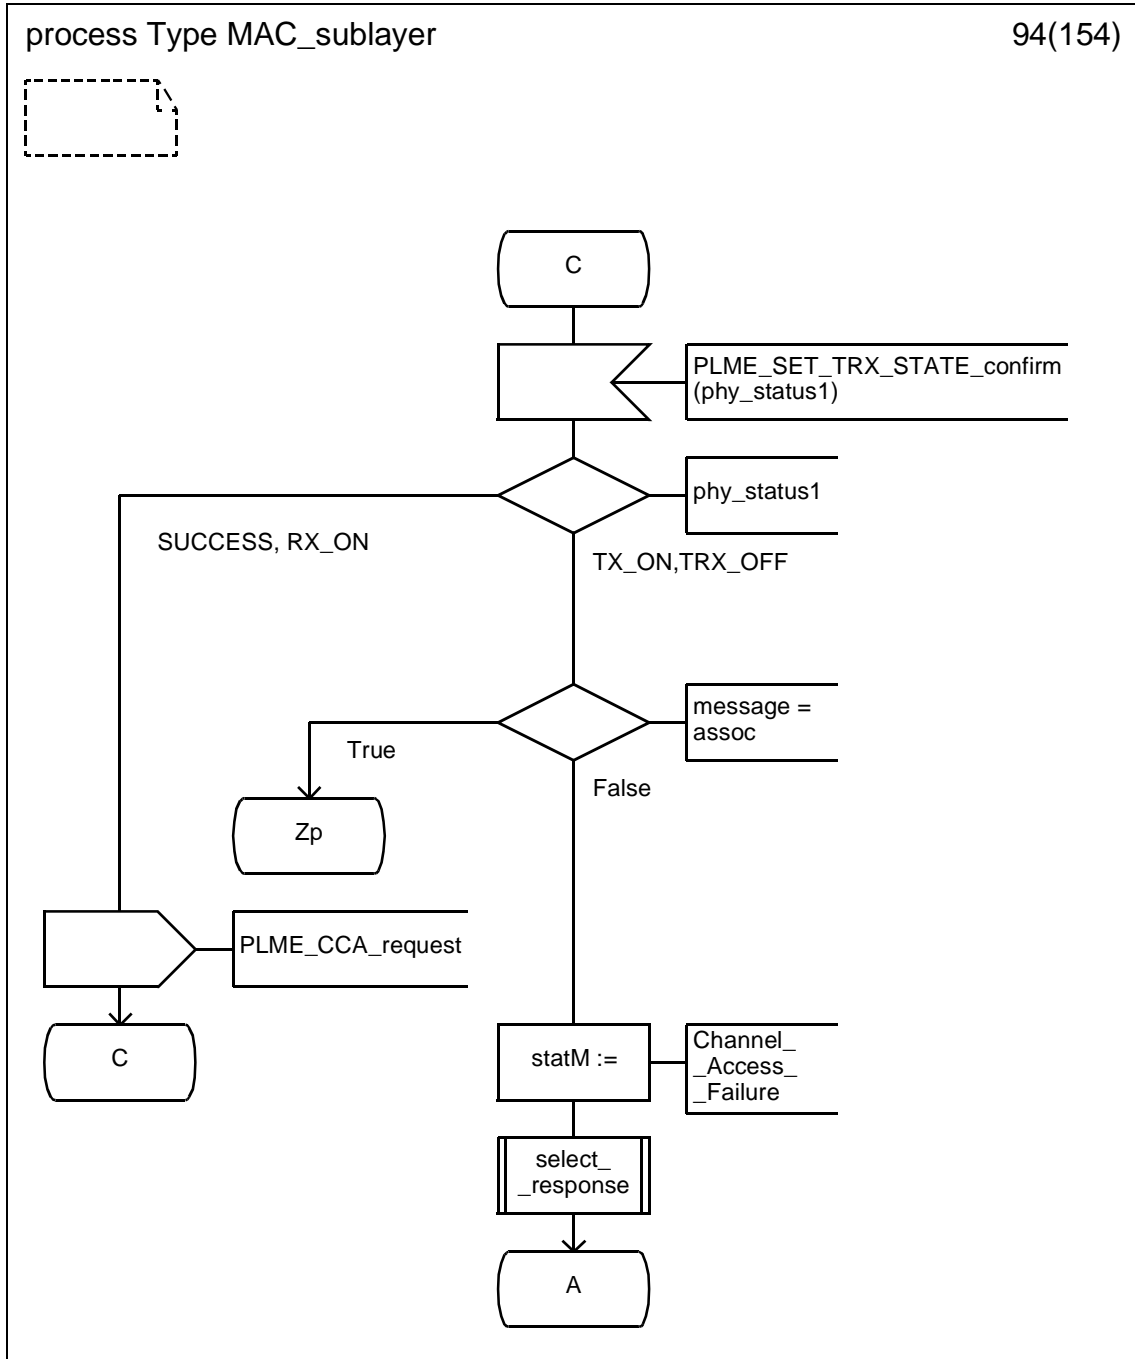 process Type MAC_sublayer
94(154)
C
PLME_SET_TRX_STATE_confirm
(phy_status1)
phy_status1
SUCCESS, RX_ON
TX_ON,TRX_OFF
message =
assoc
True
False
Zp
PLME_CCA_request
C
statM :=
Channel_
_Access_
_Failure
select_
_response
A